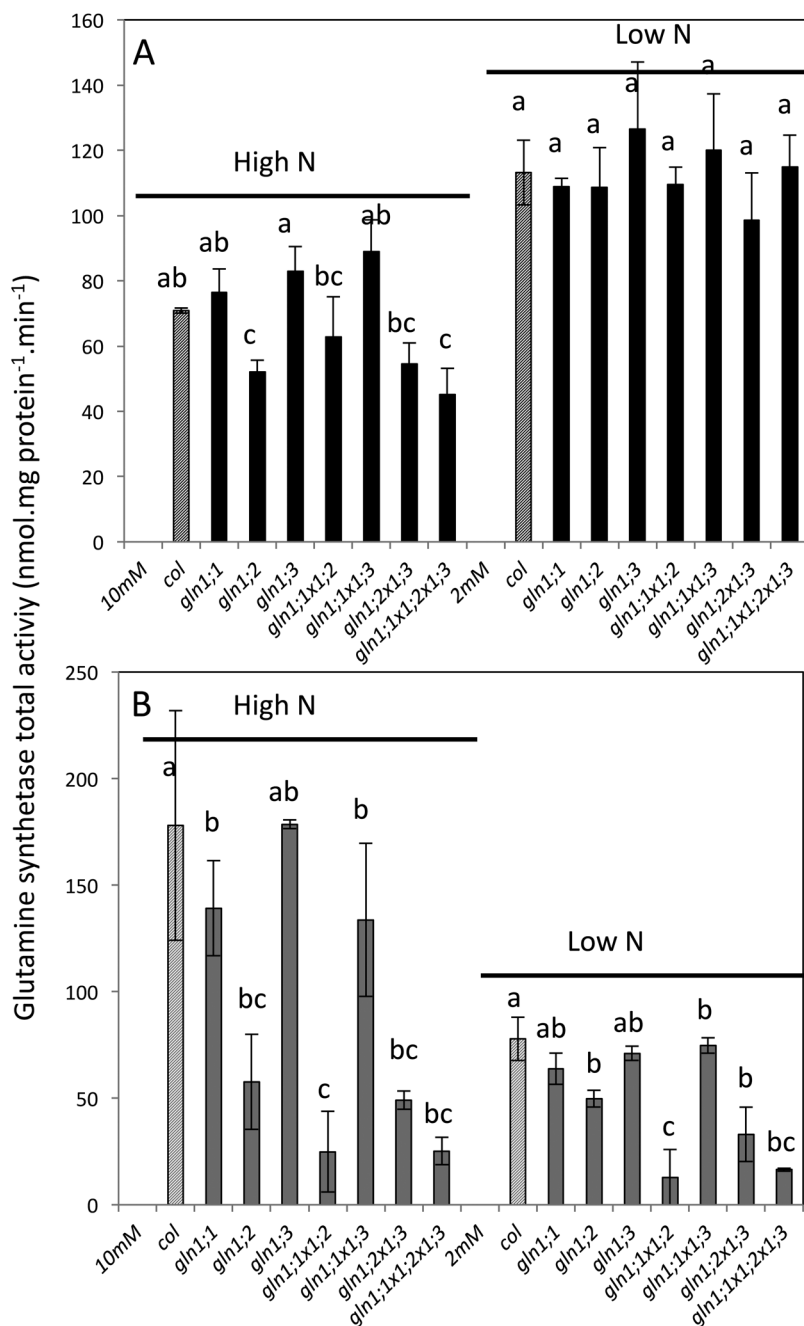 Glutamine synthetase total activiy (nmol.mg protein⁻¹.min⁻¹)
A
160
140
120
100
80
60
40
20
0
High N
Low N
ab
ab
c
a
bc
ab
bc
c
a
a
a
a
a
a
a
a
10mM
col
gln1;1
gln1;2
gln1;3
gln1;1x1;2
gln1;1x1;3
gln1;2x1;3
gln1;1x1;2x1;3
2mM
col
gln1;1
gln1;2
gln1;3
gln1;1x1;2
gln1;1x1;3
gln1;2x1;3
gln1;1x1;2x1;3
B
250
200
150
100
50
0
High N
Low N
a
b
bc
ab
c
b
bc
bc
a
ab
b
ab
c
b
b
bc
10mM
col
gln1;1
gln1;2
gln1;3
gln1;1x1;2
gln1;1x1;3
gln1;2x1;3
gln1;1x1;2x1;3
2mM
col
gln1;1
gln1;2
gln1;3
gln1;1x1;2
gln1;1x1;3
gln1;2x1;3
gln1;1x1;2x1;3